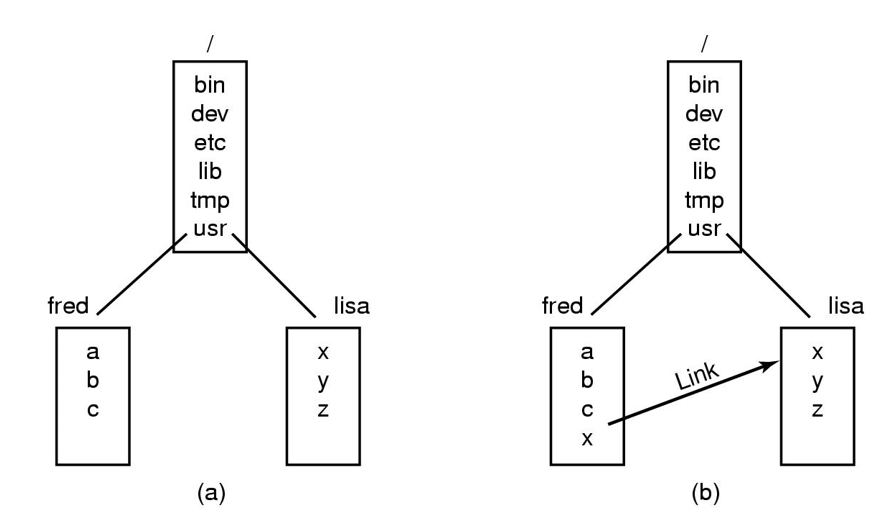 /
bin
dev
etc
lib
tmp
usr
fred
lisa
a
b
c
x
y
z
(a)
/
bin
dev
etc
lib
tmp
usr
fred
lisa
a
b
c
x
Link
x
y
z
(b)